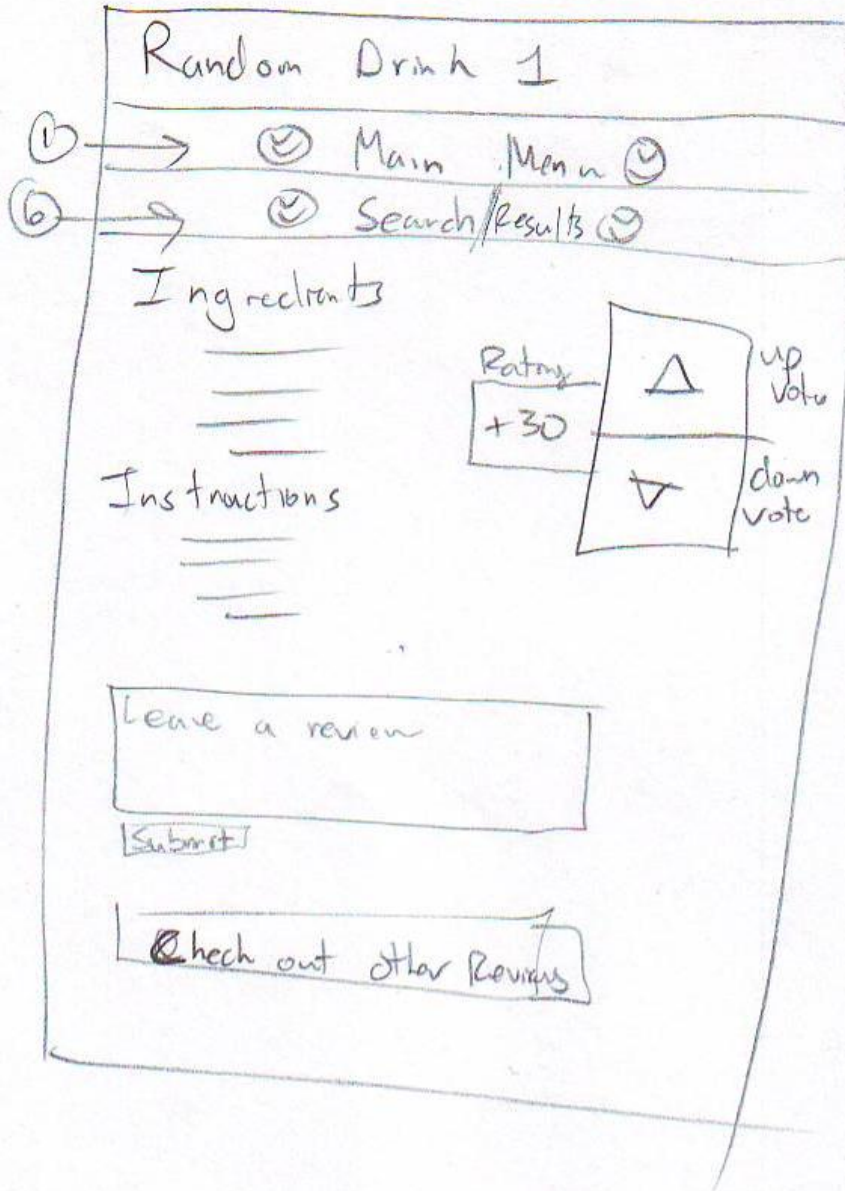 Random Drink 1
1 Main Menu
6 Search/Results
Ingredients
Rating
+30
up
vote
down
vote
Instructions
Leave a review
Submit
Check out other Reviews